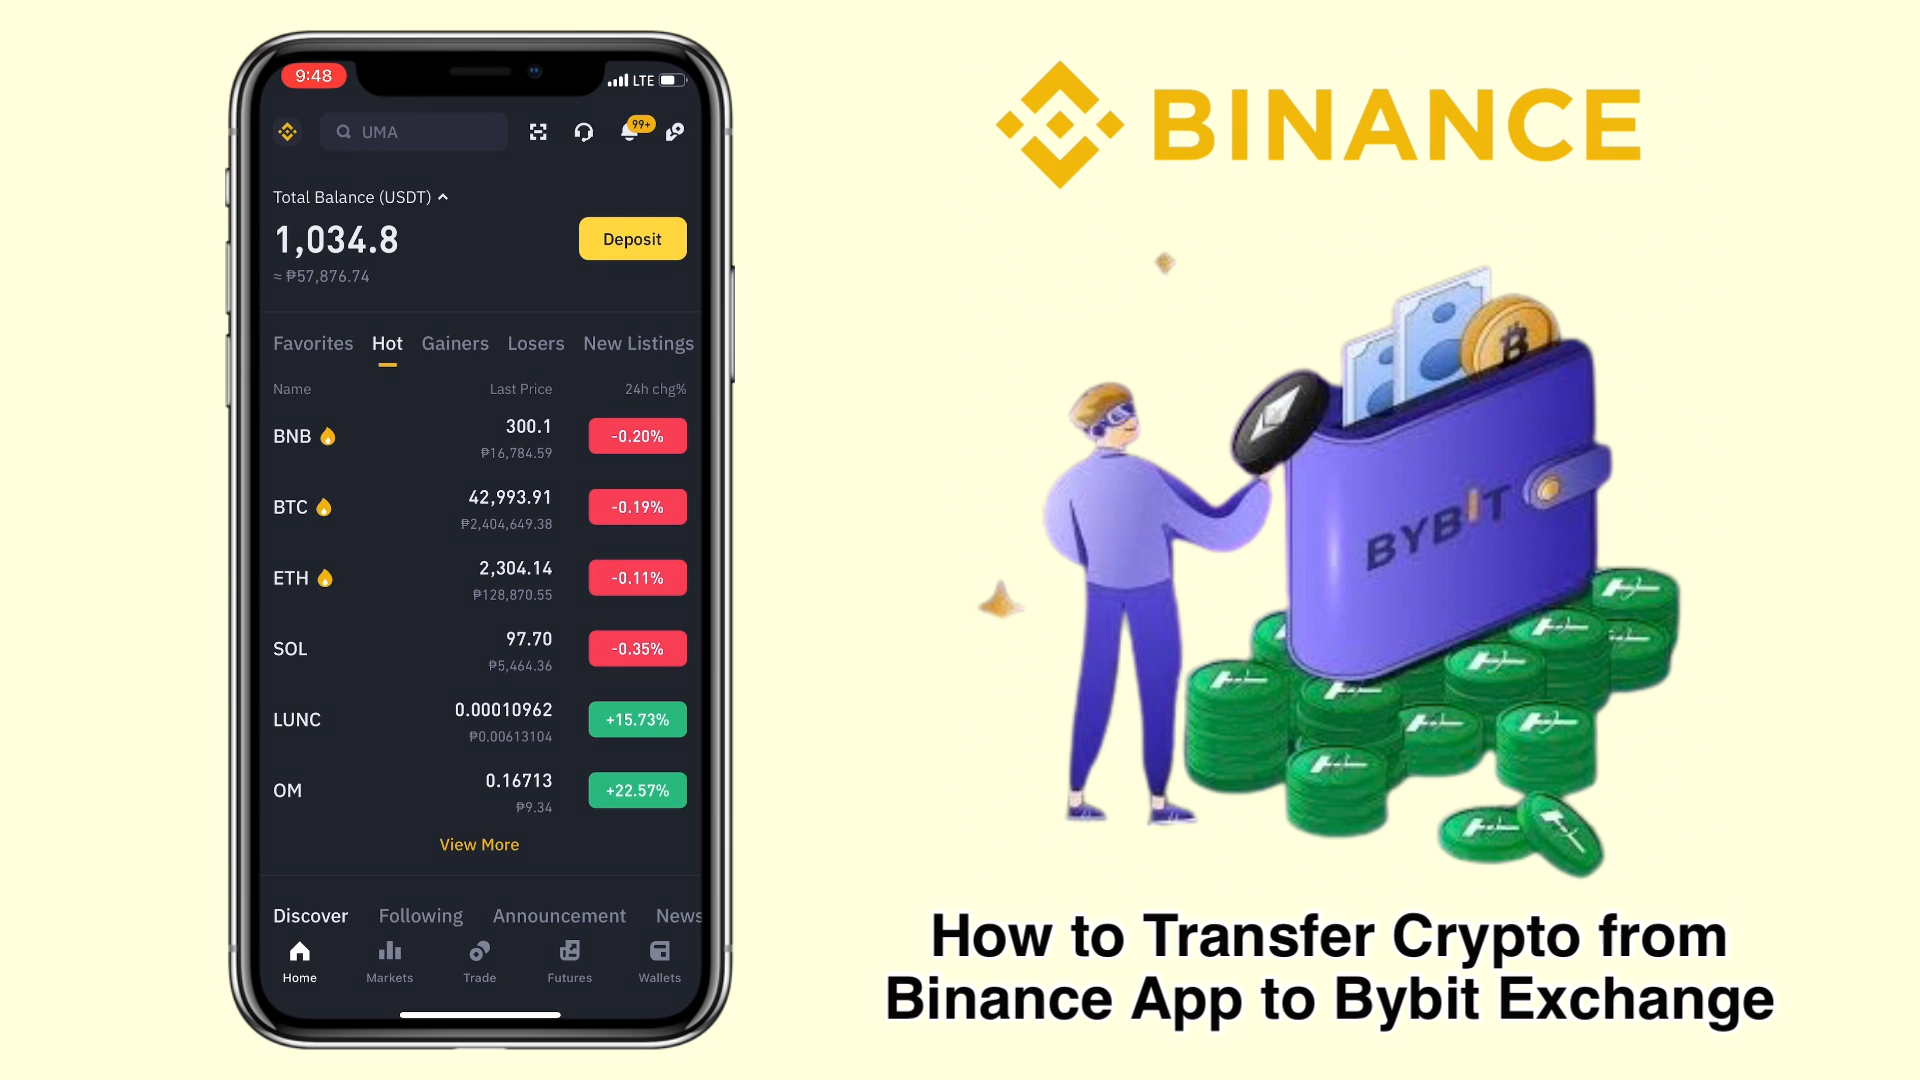 9:48
LTE
UMA
99+
Total Balance (USDT)
1,034.8
Deposit
≈ ₱57,876.74
Favorites Hot Gainers Losers New Listings
Name Last Price 24h chg%
BNB 300.1 -0.20%
₱16,784.59
BTC 42,993.91 -0.19%
₱2,404,649.38
ETH 2,304.14 -0.11%
₱128,870.55
SOL 97.70 -0.35%
₱5,464.36
LUNC 0.00010962 +15.73%
₱0.00613104
OM 0.16713 +22.57%
₱9.34
View More
Discover Following Announcement News
Home Markets Trade Futures Wallets
BINANCE
BYBIT
How to Transfer Crypto from
Binance App to Bybit Exchange